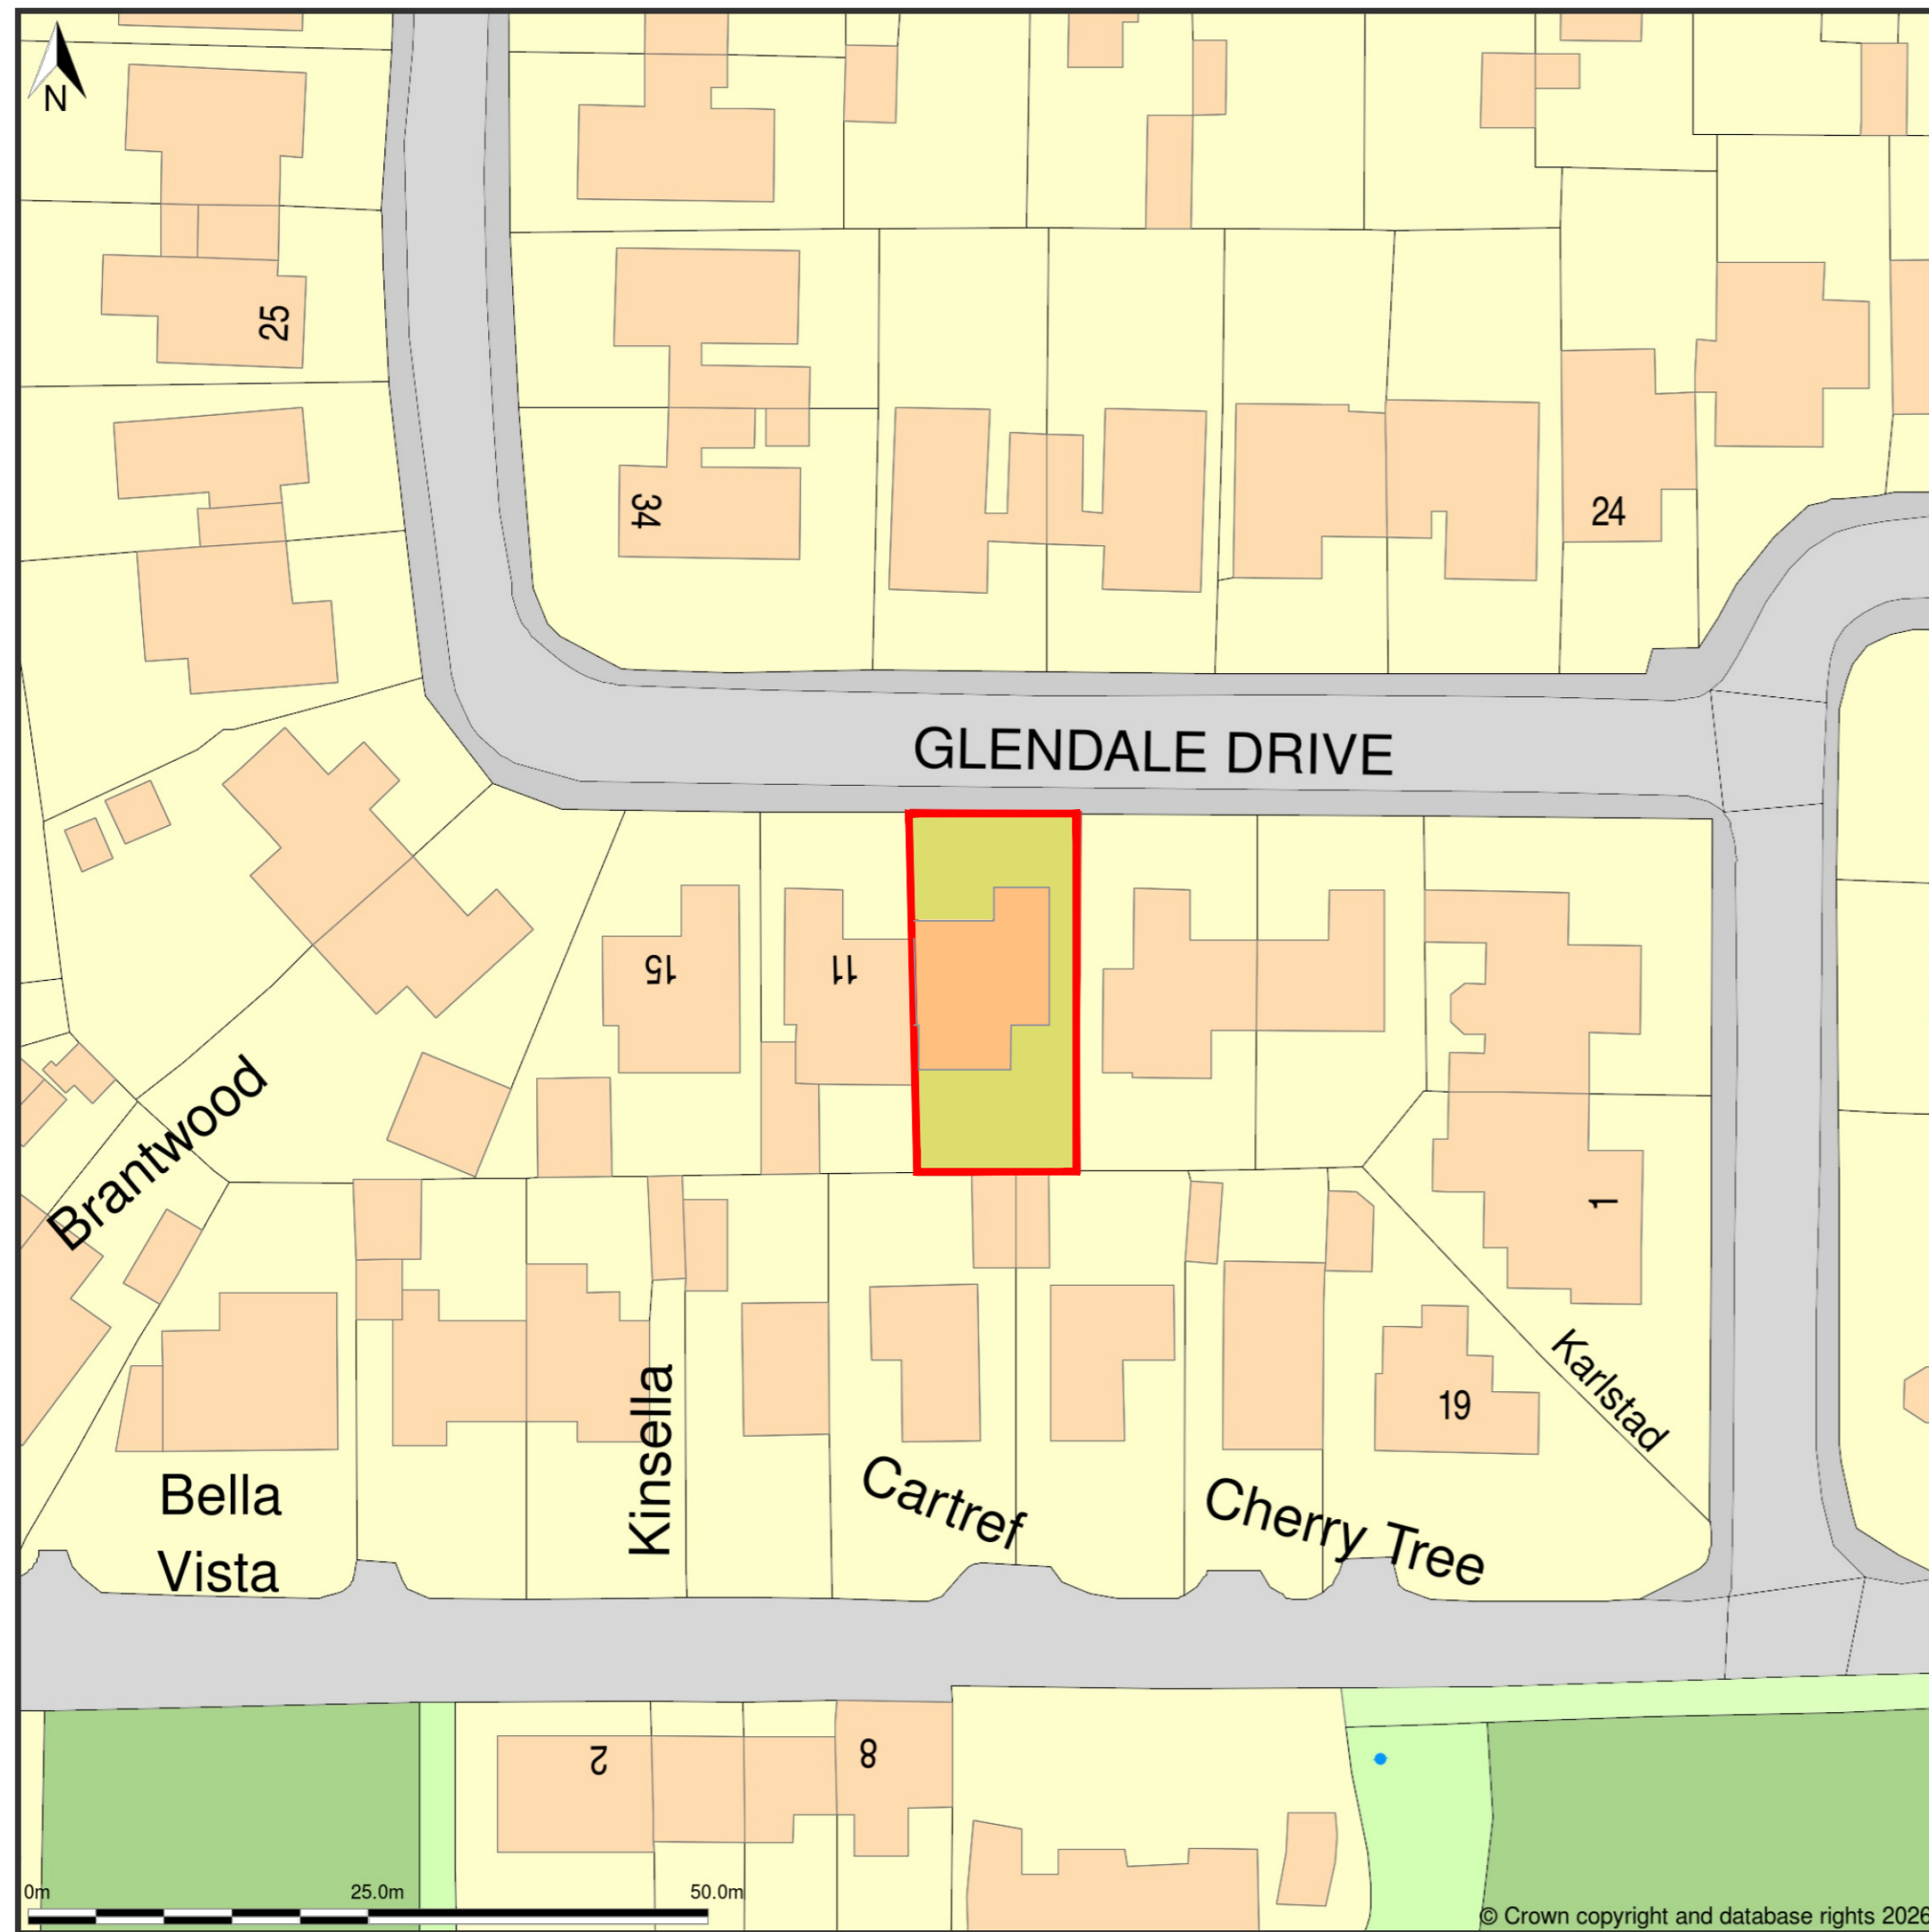 N
25
34
24
GLENDALE DRIVE
15
11
Brantwood
1
Karlstad
Kinsella
19
Cartref
Cherry Tree
Bella
Vista
2
8
0m 25.0m 50.0m
© Crown copyright and database rights 2026